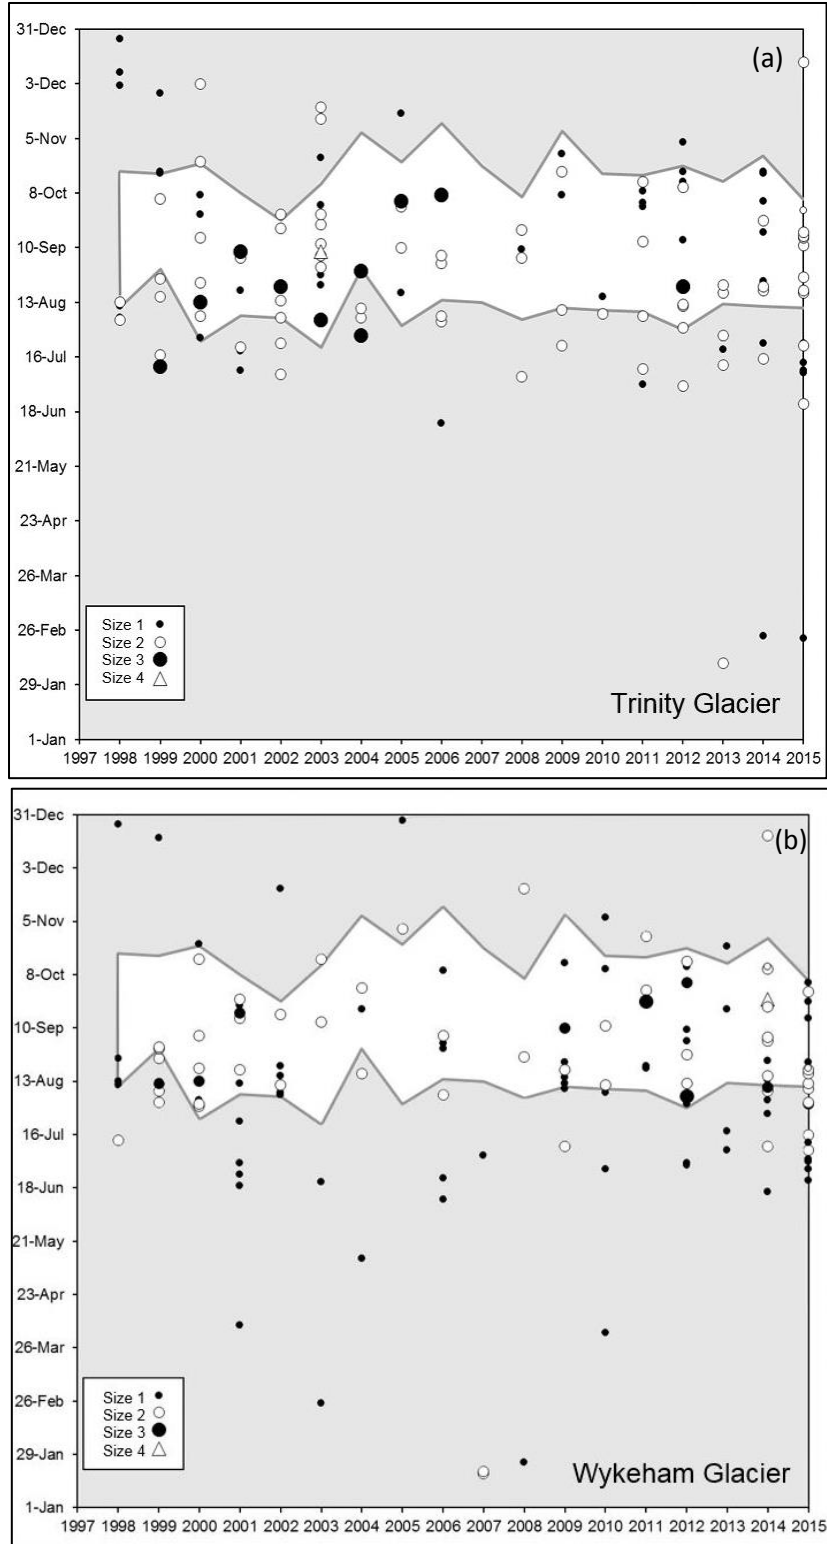 31-Dec
(a)
3-Dec
5-Nov
8-Oct
10-Sep
13-Aug
16-Jul
18-Jun
21-May
23-Apr
26-Mar
26-Feb
29-Jan
1-Jan
Size 1
Size 2
Size 3
Size 4
Trinity Glacier
1997 1998 1999 2000 2001 2002 2003 2004 2005 2006 2007 2008 2009 2010 2011 2012 2013 2014 2015
31-Dec
(b)
3-Dec
5-Nov
8-Oct
10-Sep
13-Aug
16-Jul
18-Jun
21-May
23-Apr
26-Mar
26-Feb
29-Jan
1-Jan
Size 1
Size 2
Size 3
Size 4
Wykeham Glacier
1997 1998 1999 2000 2001 2002 2003 2004 2005 2006 2007 2008 2009 2010 2011 2012 2013 2014 2015